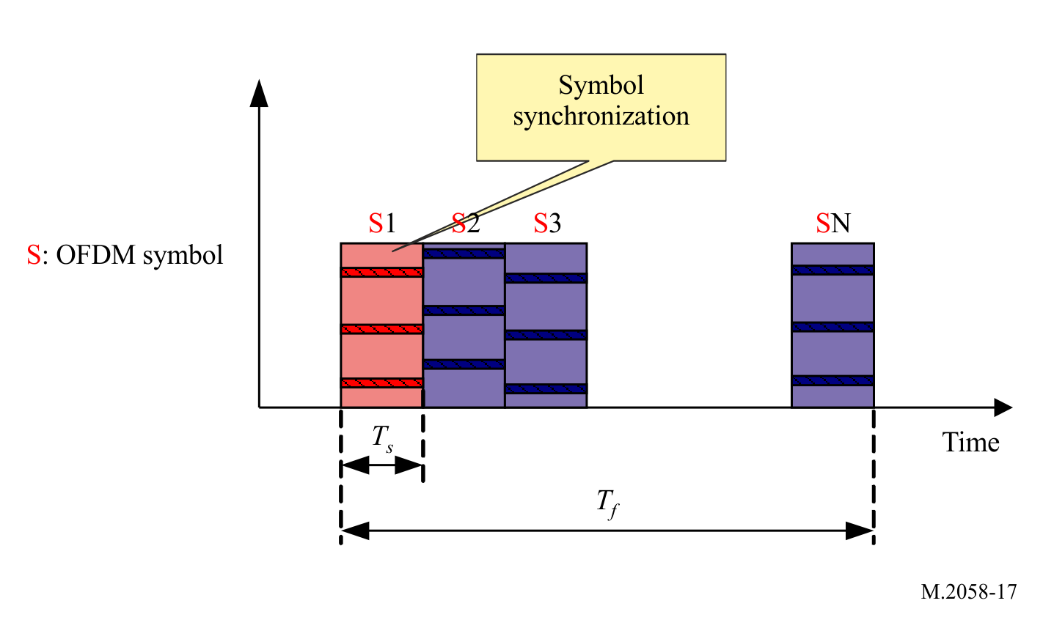 Symbol
synchronization
S1
S2
S3
SN
S: OFDM symbol
Ts
Time
Tf
M.2058-17